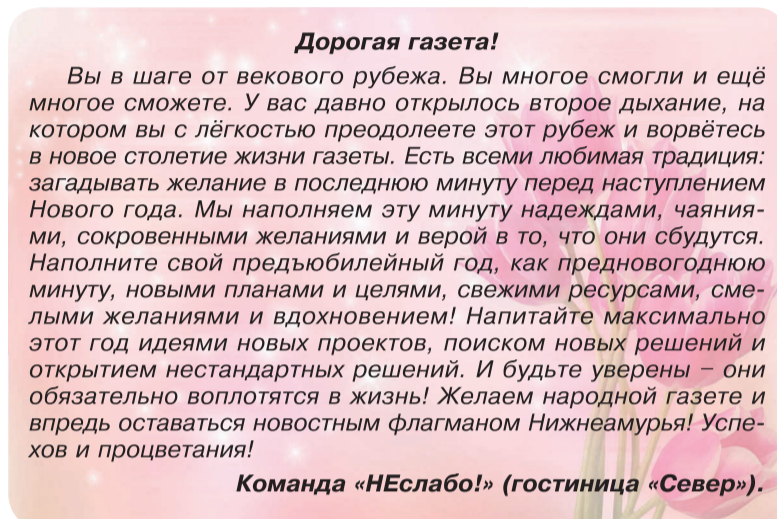 Дорогая газета!
Вы в шаге от векового рубежа. Вы многое смогли и ещё
многое сможете. У вас давно открылось второе дыхание, на
котором вы с лёгкостью преодолеете этот рубеж и ворвётесь
в новое столетие жизни газеты. Есть всеми любимая традиция:
загадывать желание в последнюю минуту перед наступлением
Нового года. Мы наполняем эту минуту надеждами, чаяния-
ми, сокровенными желаниями и верой в то, что они сбудутся.
Наполните свой предъюбилейный год, как предновогоднюю
минуту, новыми планами и целями, свежими ресурсами, сме-
лыми желаниями и вдохновением! Напитайте максимально
этот год идеями новых проектов, поиском новых решений и
открытием нестандартных решений. И будьте уверены – они
обязательно воплотятся в жизнь! Желаем народной газете и
впредь оставаться новостным флагманом Нижнеамурья! Успе-
хов и процветания!
Команда «НЕслабо!» (гостиница «Север»).